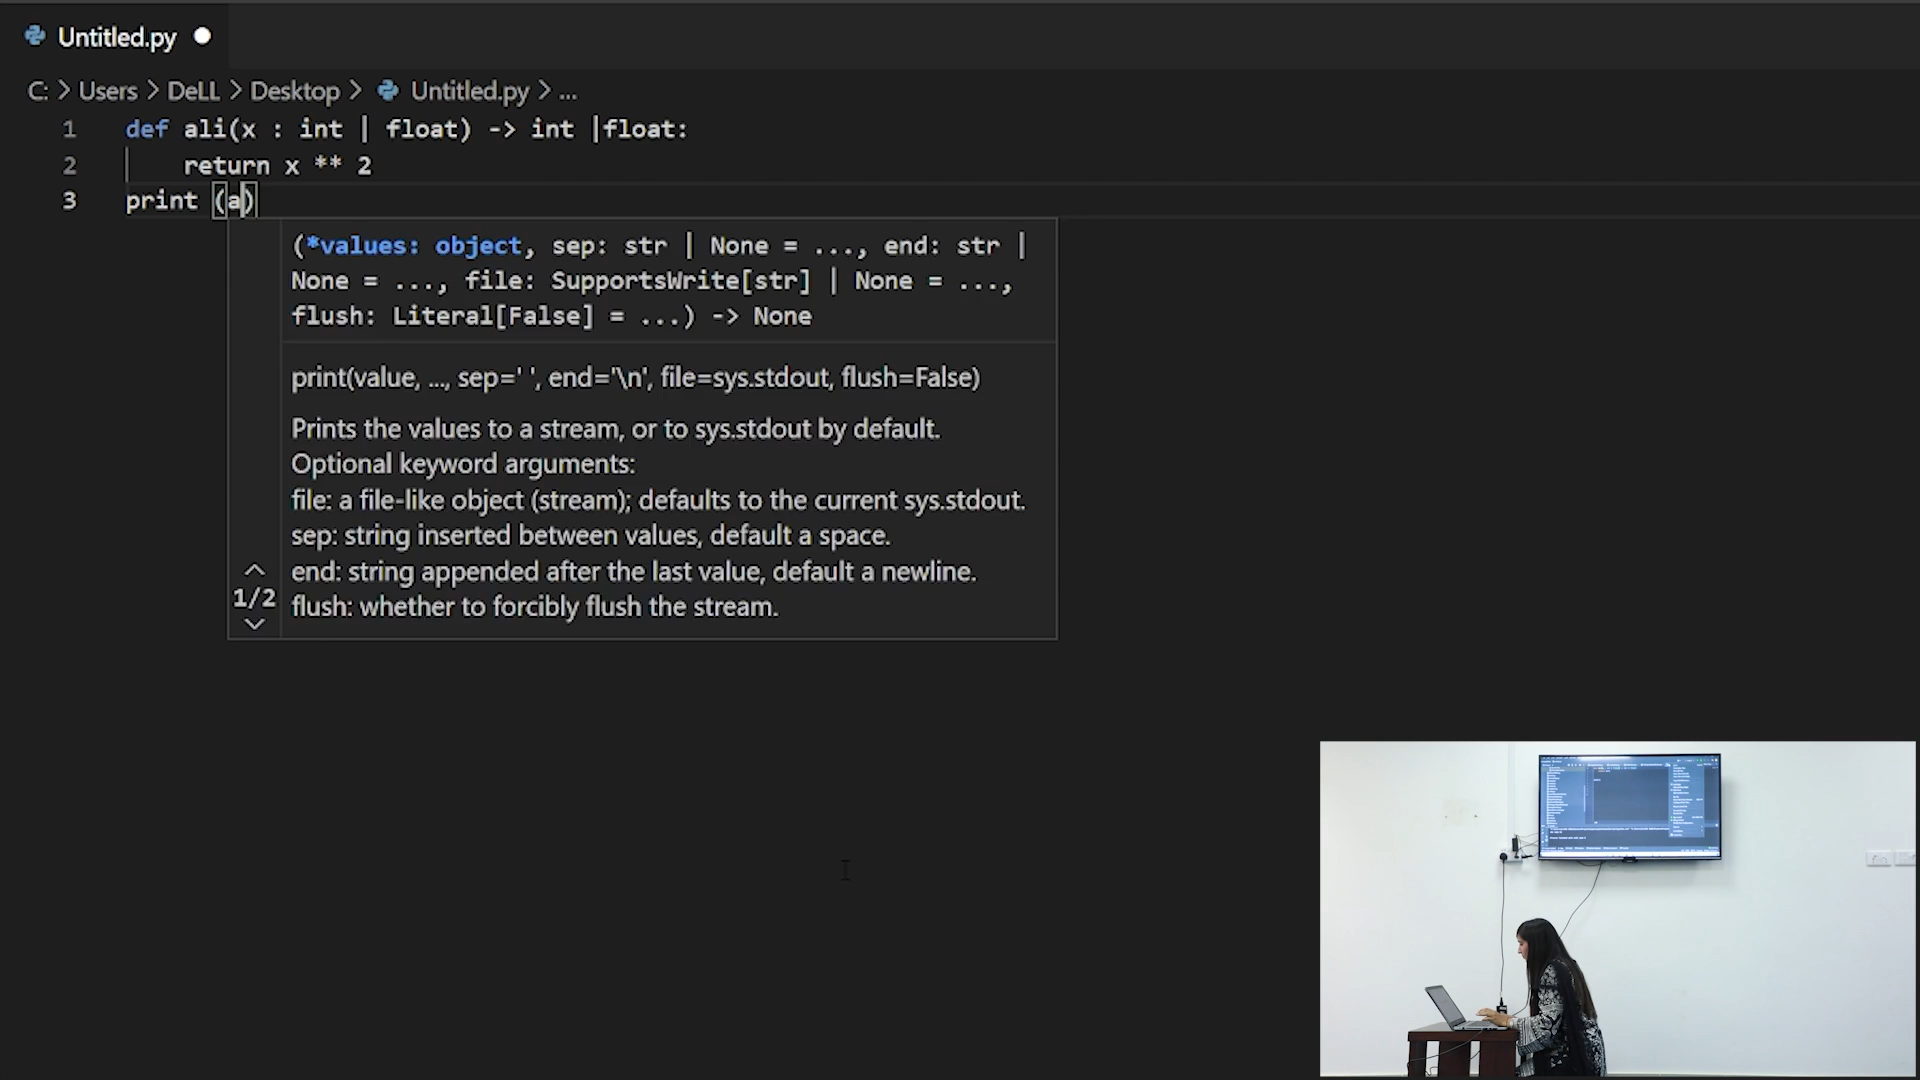 Untitled.py
C: > Users > DeLL > Desktop > Untitled.py > ...
1 def ali(x : int | float) -> int |float:
2 return x ** 2
3 print (a)
(*values: object, sep: str | None = ..., end: str |
None = ..., file: SupportsWrite[str] | None = ...,
flush: Literal[False] = ...) -> None
print(value, ..., sep=' ', end='\n', file=sys.stdout, flush=False)
Prints the values to a stream, or to sys.stdout by default.
Optional keyword arguments:
file: a file-like object (stream); defaults to the current sys.stdout.
sep: string inserted between values, default a space.
end: string appended after the last value, default a newline.
1/2
flush: whether to forcibly flush the stream.